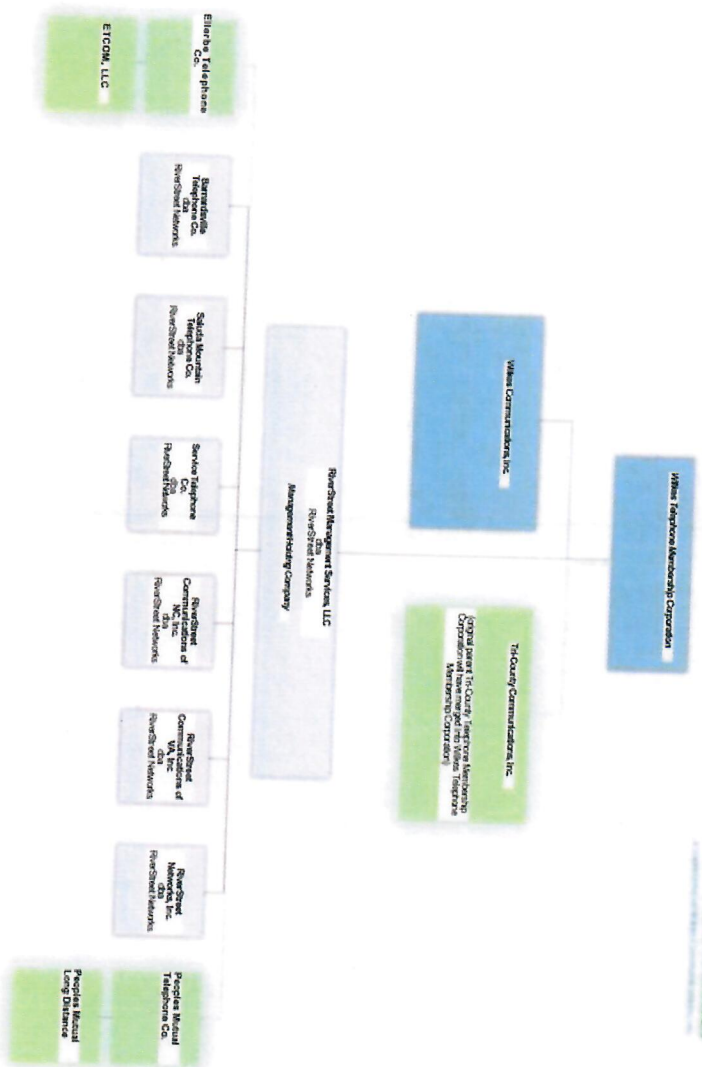 Wilkes Telephone Membership Corporation
Wilkes Communications, Inc.
Tri-County Communications, Inc.
(original parent Tri-County Telephone Membership
Corporation will have merged into Wilkes Telephone
Membership Corporation)
RiverStreet Management Services, LLC
dba
RiverStreet Networks
Management/Holding Company
Ellerbe Telephone
Co.
ETCOM, LLC
Barnardsville
Telephone Co.
dba
RiverStreet Networks
Saluda Mountain
Telephone Co.
dba
RiverStreet Networks
Service Telephone
Co.
dba
RiverStreet Networks
RiverStreet
Communications of
NC, Inc.
dba
RiverStreet Networks
RiverStreet
Communications of
VA, Inc.
dba
RiverStreet Networks
RiverStreet
Networks, Inc.
dba
RiverStreet Networks
Peoples Mutual
Telephone Co.
Peoples Mutual
Long Distance